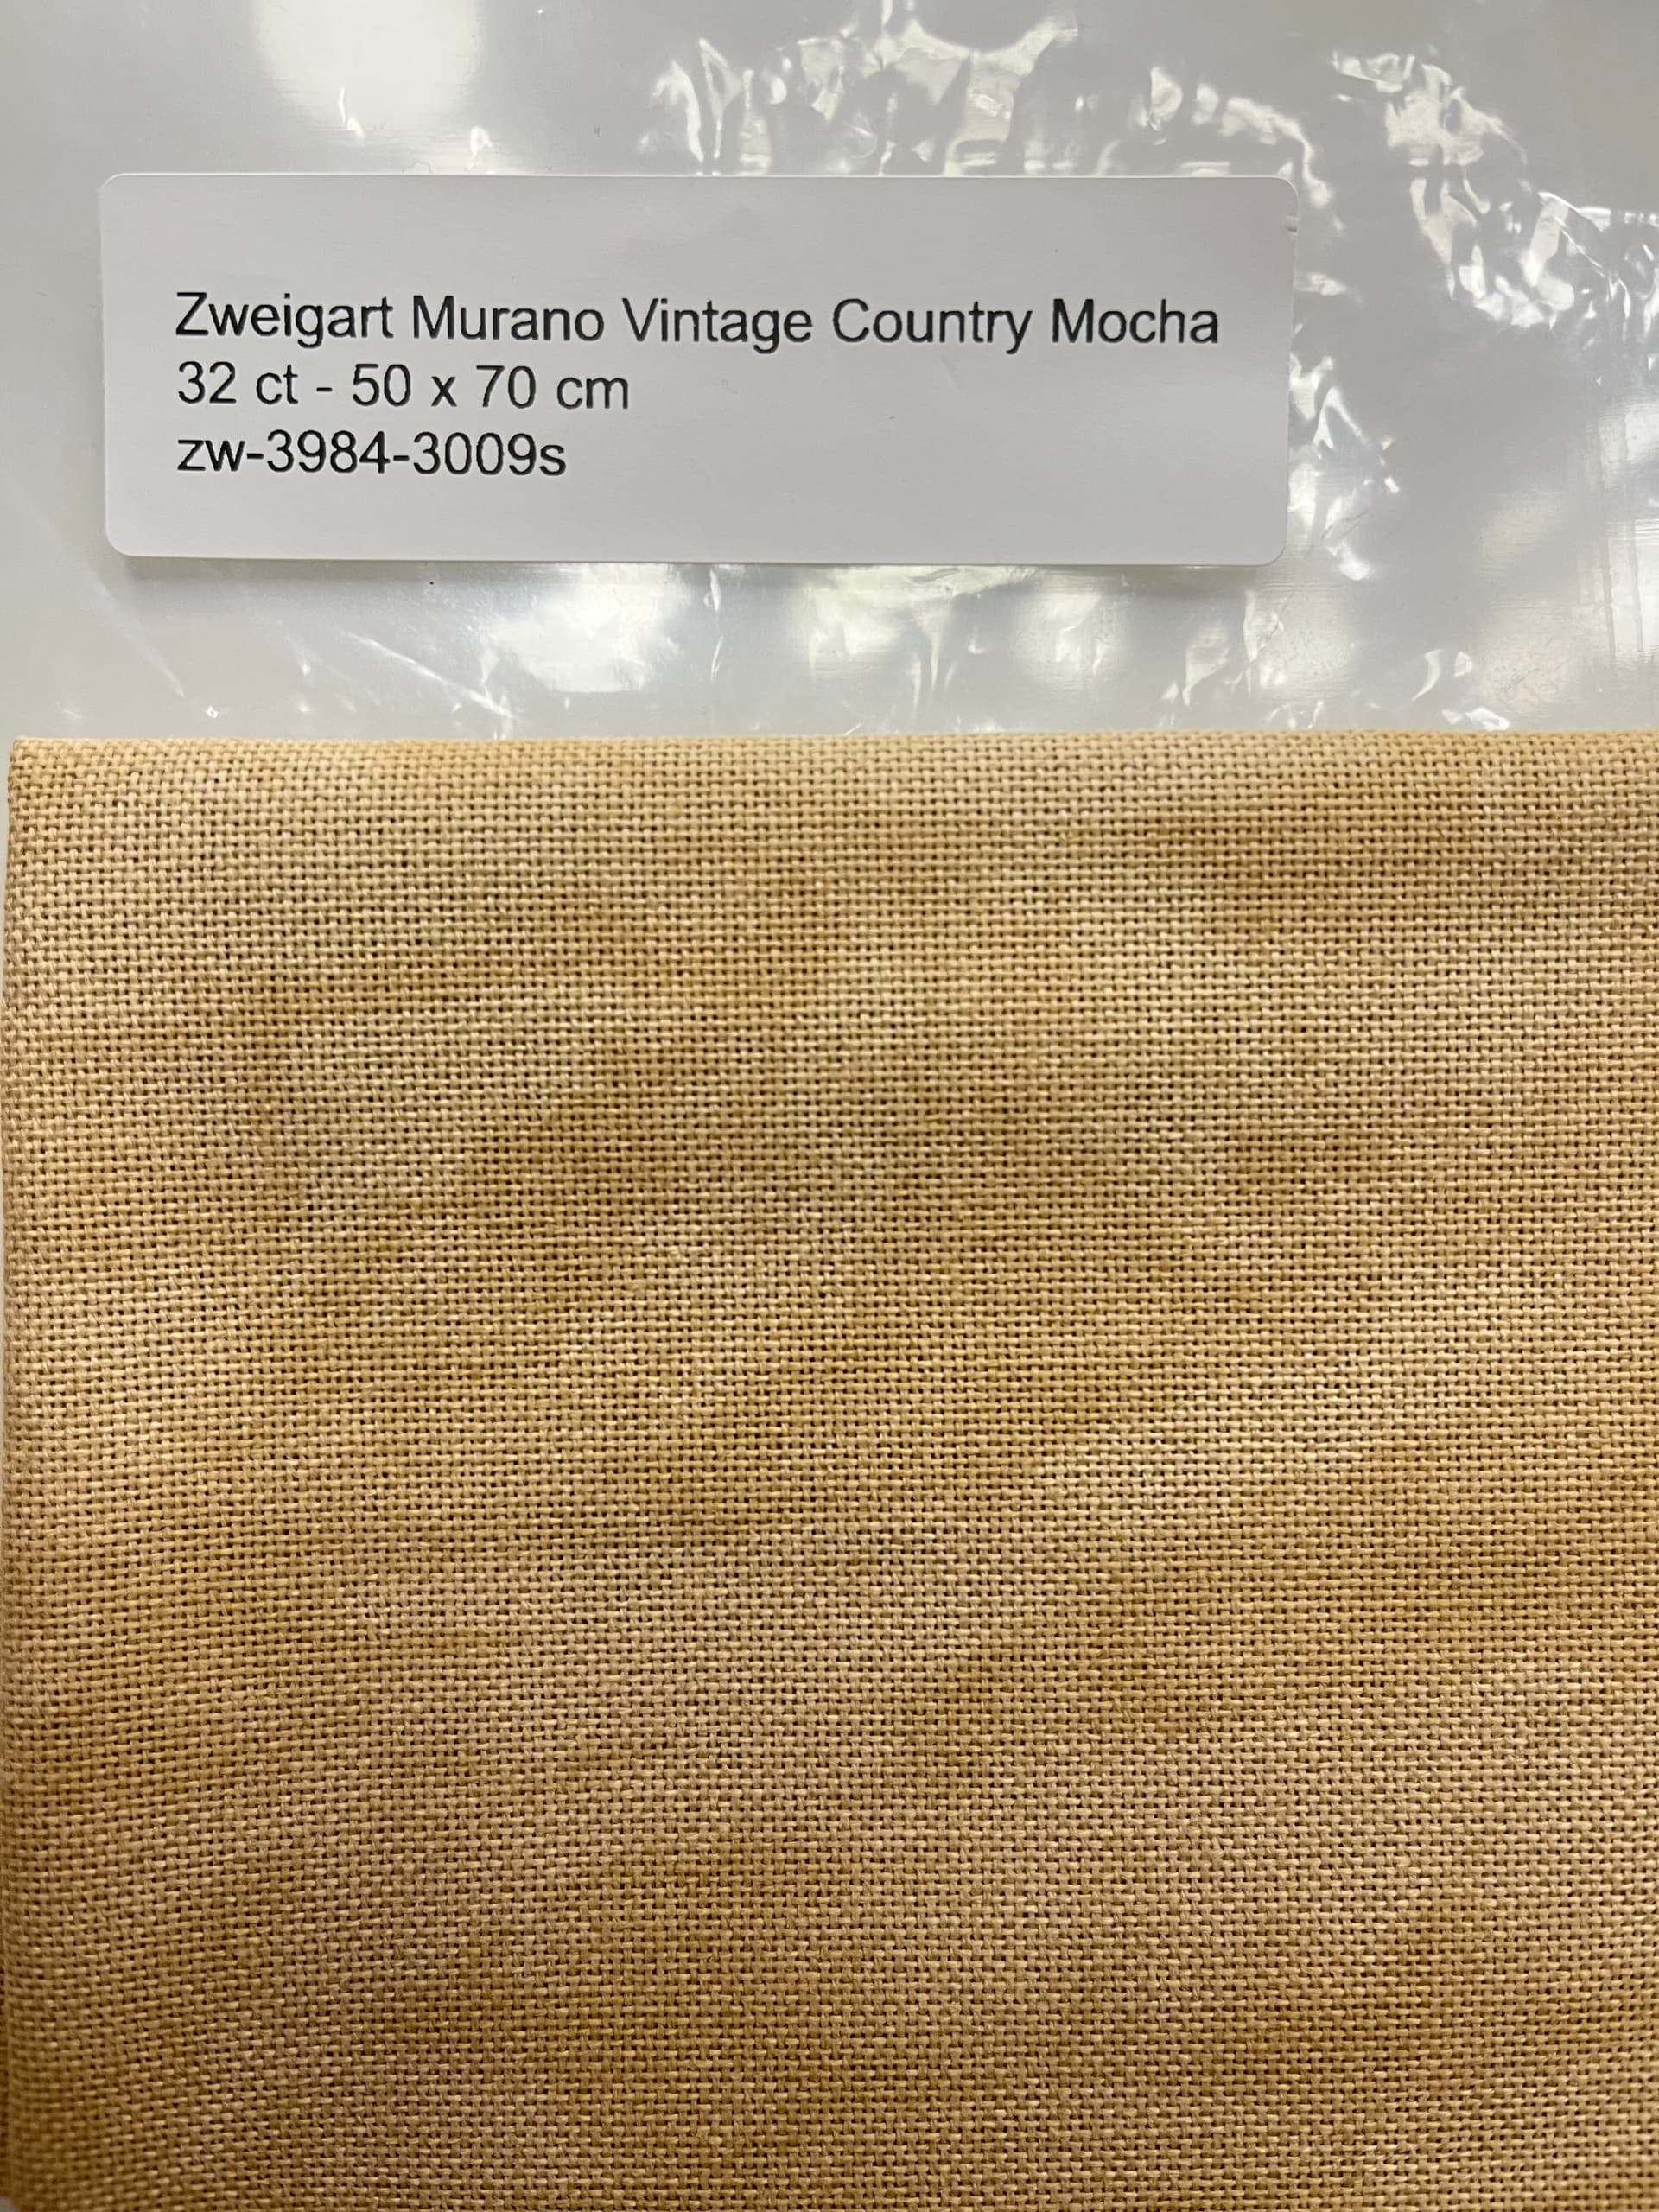 Zweigart Murano Vintage Country Mocha
32 ct - 50 x 70 cm
zw-3984-3009s